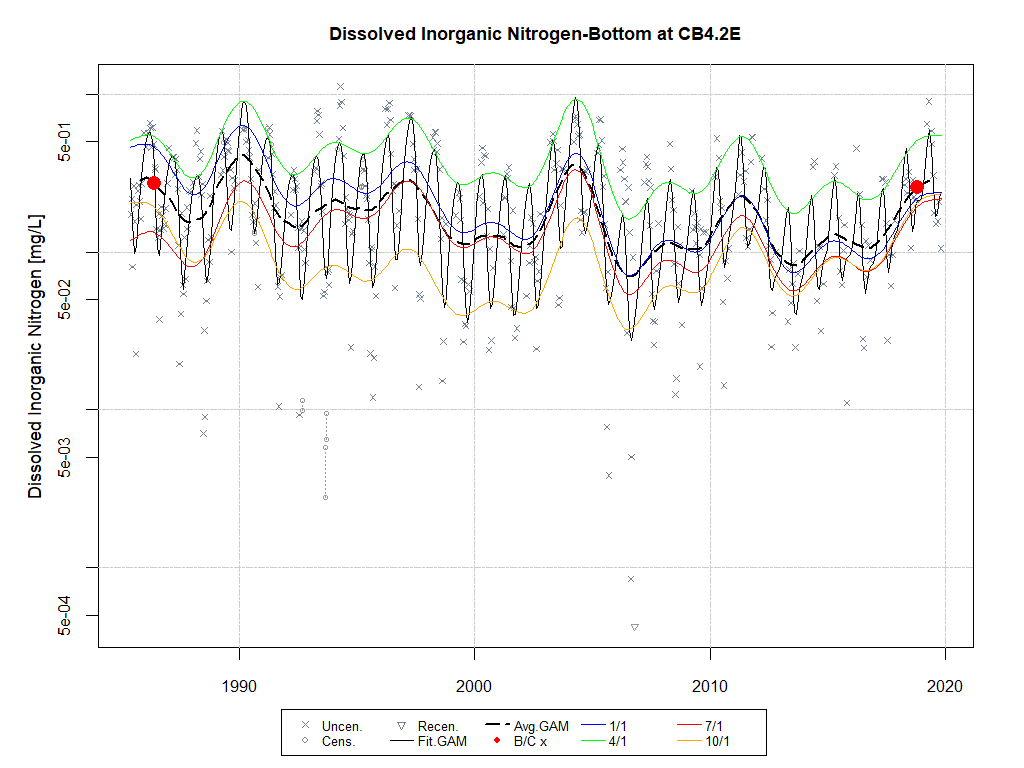 Dissolved Inorganic Nitrogen-Bottom at CB4.2E
Dissolved Inorganic Nitrogen [mg/L]
5e-01
5e-02
5e-03
5e-04
1990 2000 2010 2020
Uncen. Recen. Avg.GAM 1/1 7/1
Cens. Fit.GAM B/C x 4/1 10/1